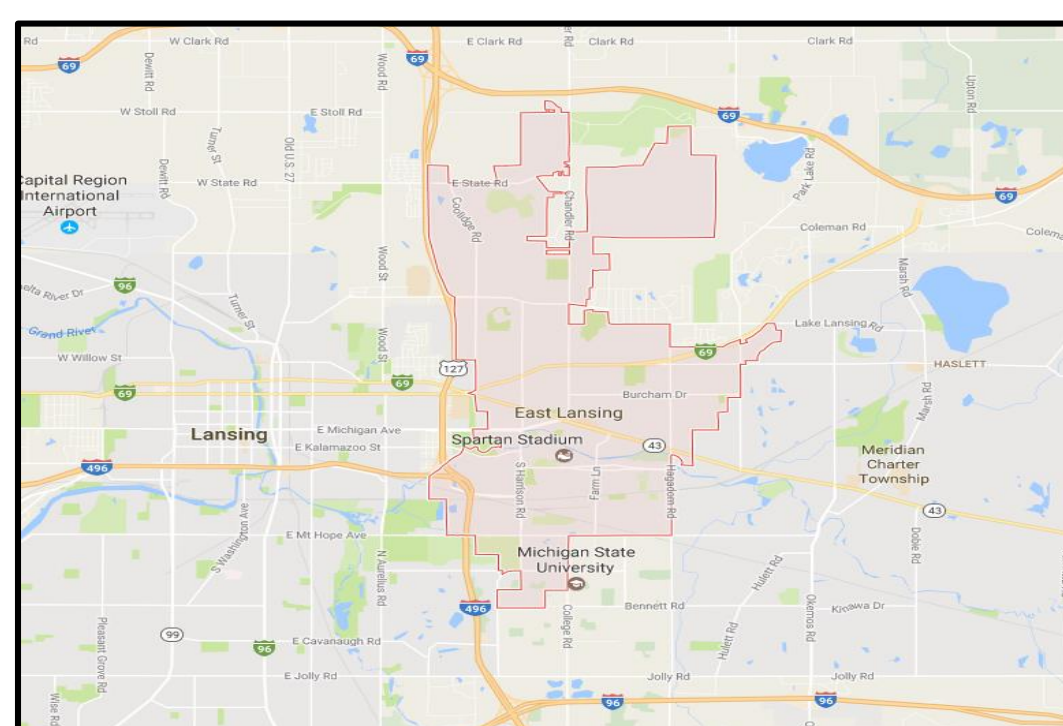 Rd
W Clark Rd
E Clark Rd
er Rd
Clark Rd
Clark Rd
69
69
Dewitt Rd
Wood Rd
Upton Rd
W Stoll Rd
E Stoll Rd
69
Turner St
Old U.S. 27
Park Lake Rd
Capital Region
International
Airport
Dewitt Rd
W State Rd
E State Rd
69
Coolidge Rd
Chandler Rd
Coleman Rd
Colema
Wood St
Marsh Rd
96
elta River Dr
Turner St
Grand River
Wood St
Lake Lansing Rd
W Willow St
69
HASLETT
127
69
69
Burcham Dr
Marsh Rd
East Lansing
E Michigan Ave
Lansing
Spartan Stadium
43
E Kalamazoo St
Meridian
Charter
Township
496
S Harrison Rd
Farm Ln
Hagadorn Rd
43
S Washington Ave
E Mt Hope Ave
N Aurelius Rd
Michigan State
University
Hulett Rd
Doble Rd
496
College Rd
Bennett Rd
Okemos Rd
Kinawa Dr
99
Pleasant Grove Rd
E Cavanaugh Rd
96
Hulett Rd
E Jolly Rd
Jolly Rd
Jolly Rd
Wise Rd
96
96